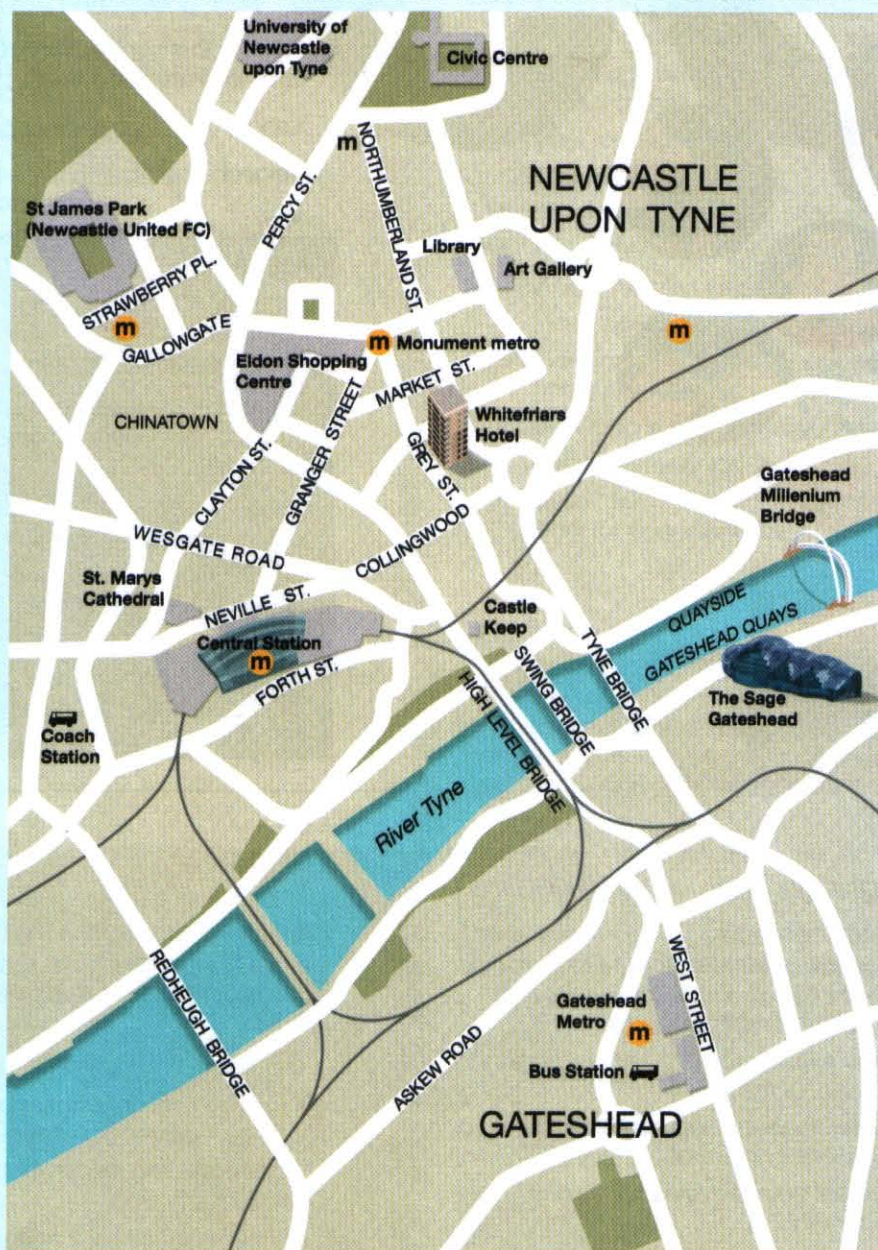 University of
Newcastle
upon Tyne
Civic Centre
m
NORTHUMBERLAND ST.
PERCY ST.
NEWCASTLE
UPON TYNE
St James Park
(Newcastle United FC)
Library
Art Gallery
STRAWBERRY PL.
m
GALLOWGATE
m
Monument metro
m
Eldon Shopping
Centre
MARKET ST.
CHINATOWN
GRANGER STREET
Whitefriars
Hotel
CLAYTON ST.
GREY ST.
Gateshead
Millenium
Bridge
WESGATE ROAD
COLLINGWOOD
St. Marys
Cathedral
NEVILLE ST.
Castle
Keep
QUAYSIDE
GATESHEAD QUAYS
Central Station
m
FORTH ST.
SWING BRIDGE
TYNE BRIDGE
HIGH LEVEL BRIDGE
The Sage
Gateshead
Coach
Station
River Tyne
REDHEUGH BRIDGE
WEST STREET
Gateshead
Metro
m
Bus Station
ASKEW ROAD
GATESHEAD